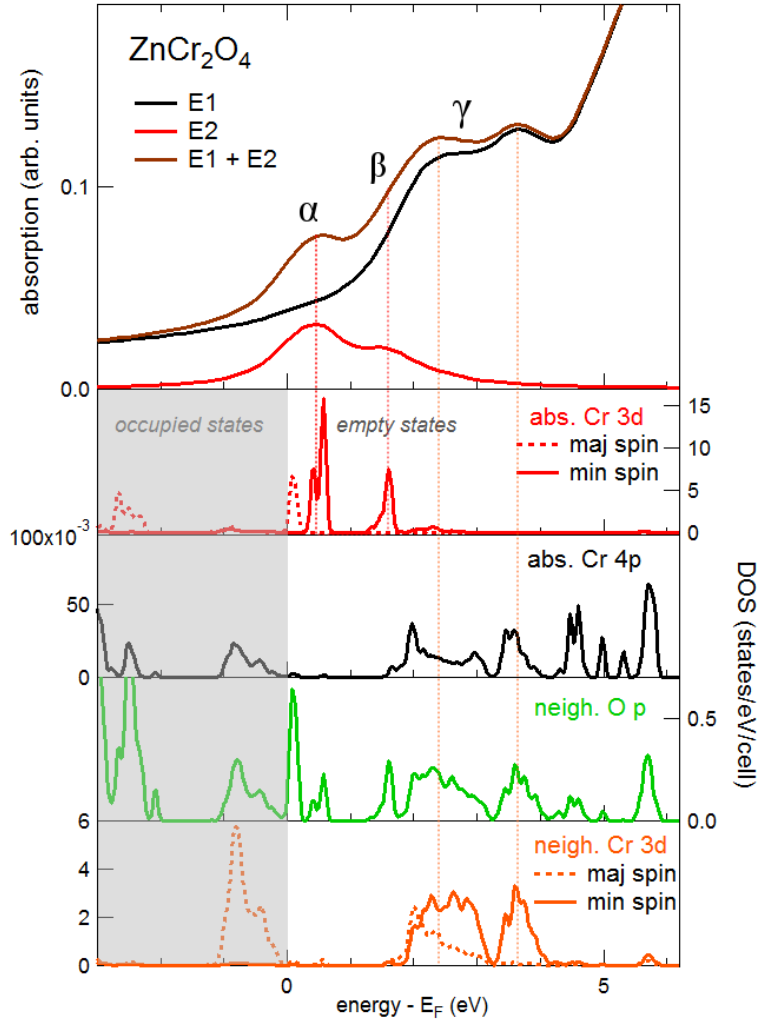 ZnCr₂O₄
E1
E2
E1 + E2
α
β
γ
absorption (arb. units)
0.1
0.0
occupied states
empty states
abs. Cr 3d
maj spin
min spin
15
10
5
0
100x10⁻³
50
0
abs. Cr 4p
DOS (states/eV/cell)
neigh. O p
0.5
0.0
6
4
2
0
neigh. Cr 3d
maj spin
min spin
0
5
energy - E_F (eV)